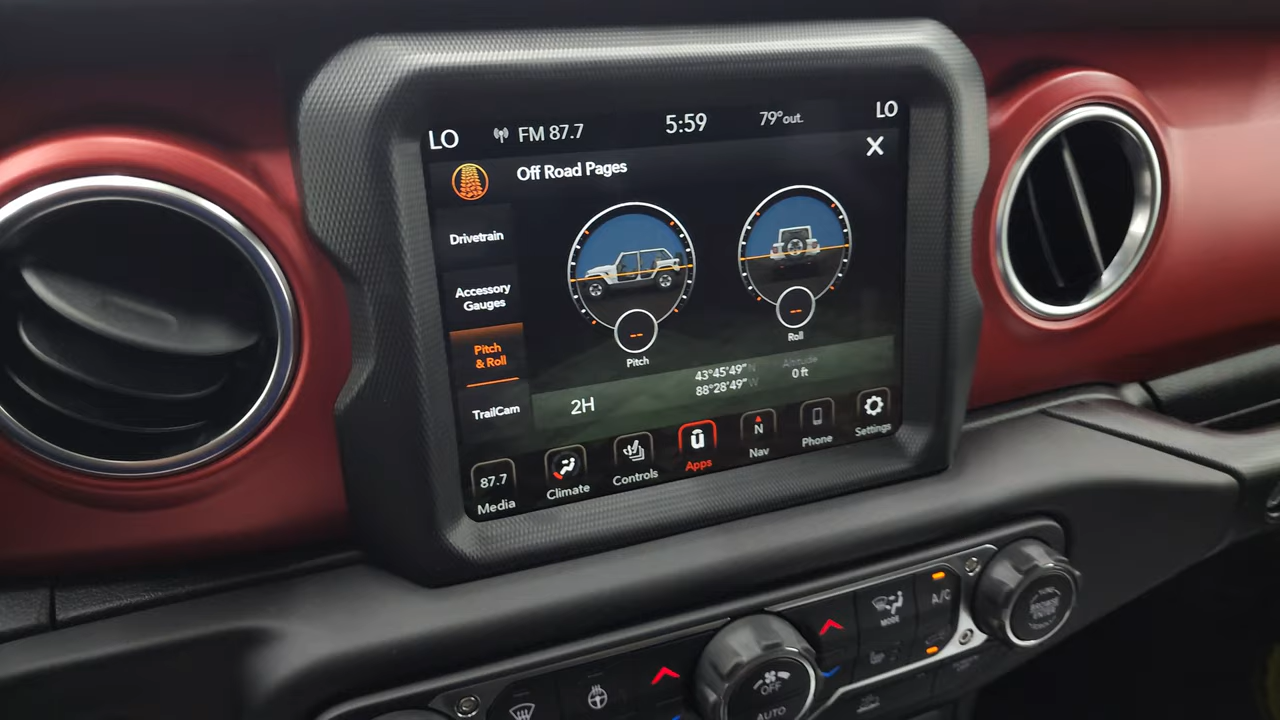 LO
FM 87.7
5:59
79° out.
LO
X
Off Road Pages
Drivetrain
Accessory
Gauges
Pitch
& Roll
TrailCam
--
Pitch
--
Roll
2H
43°45'49"N
88°28'49"W
Altitude
0 ft
87.7
Media
Climate
Controls
Apps
N
Nav
Phone
Settings
MODE
A/C
BROWSE
ENTER
OFF
AUTO